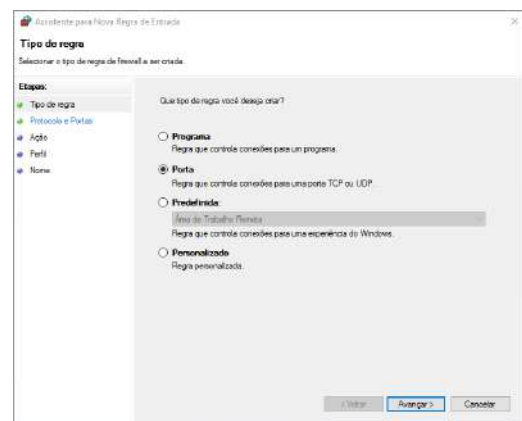 Assistente para Nova Regra de Entrada
Tipo de regra
Selecionar o tipo de regra de firewall a ser criada.
Etapas:
Tipo de regra
Protocolo e Portas
Ação
Perfil
Nome
Que tipo de regra você deseja criar?
Programa
Regra que controla conexões para um programa.
Porta
Regra que controla conexões para uma porta TCP ou UDP.
Predefinida:
Área de Trabalho Remota
Regra que controla conexões para uma experiência do Windows.
Personalizado
Regra personalizada.
< Voltar
Avançar >
Cancelar